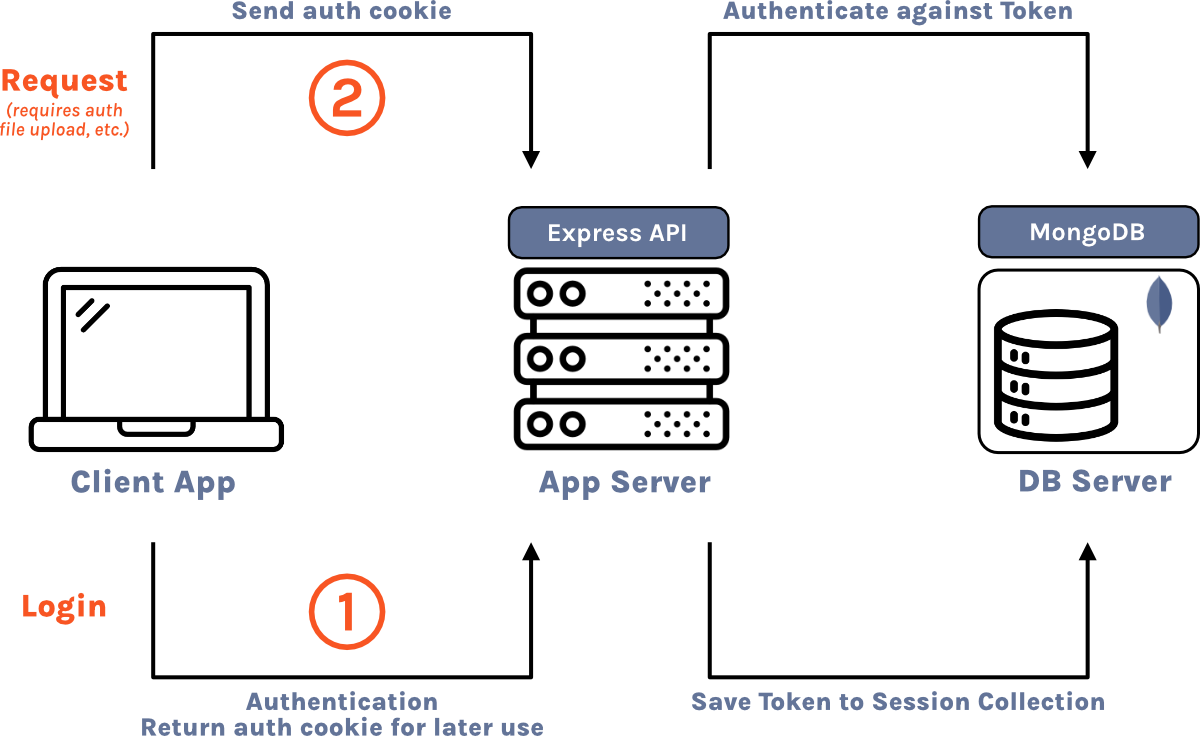 Send auth cookie
Authenticate against Token
Request
(requires auth
file upload, etc.)
2
Express API
MongoDB
Client App
App Server
DB Server
Login
1
Authentication
Return auth cookie for later use
Save Token to Session Collection